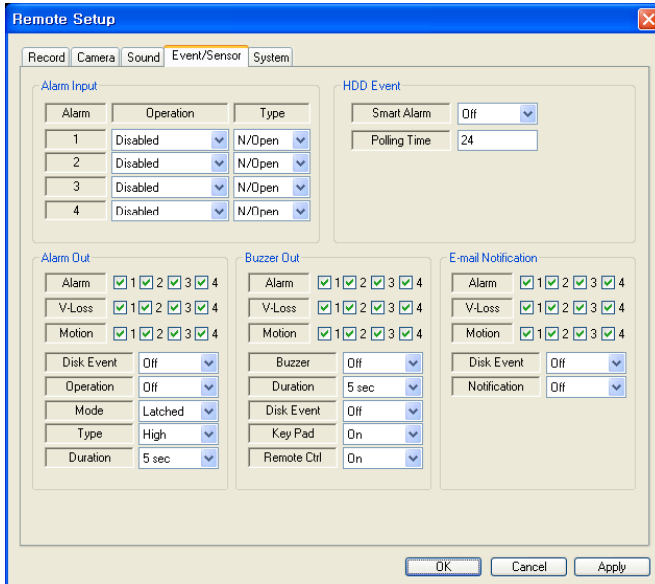 Remote Setup
Record Camera Sound Event/Sensor System
Alarm Input
Alarm Operation Type
1 Disabled N/Open
2 Disabled N/Open
3 Disabled N/Open
4 Disabled N/Open
HDD Event
Smart Alarm Off
Polling Time 24
Alarm Out
Alarm 1 2 3 4
V-Loss 1 2 3 4
Motion 1 2 3 4
Disk Event Off
Operation Off
Mode Latched
Type High
Duration 5 sec
Buzzer Out
Alarm 1 2 3 4
V-Loss 1 2 3 4
Motion 1 2 3 4
Buzzer Off
Duration 5 sec
Disk Event Off
Key Pad On
Remote Ctrl On
E-mail Notification
Alarm 1 2 3 4
V-Loss 1 2 3 4
Motion 1 2 3 4
Disk Event Off
Notification Off
OK Cancel Apply